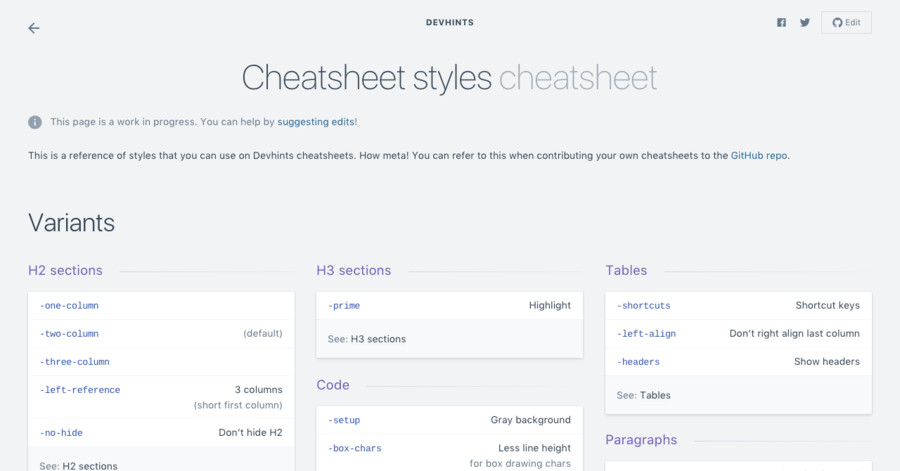 DEVHINTS
Edit
Cheatsheet styles cheatsheet
This page is a work in progress. You can help by suggesting edits!
This is a reference of styles that you can use on Devhints cheatsheets. How meta! You can refer to this when contributing your own cheatsheets to the GitHub repo.
Variants
H2 sections
-one-column
-two-column (default)
-three-column
-left-reference 3 columns
(short first column)
-no-hide Don't hide H2
See: H2 sections
H3 sections
-prime Highlight
See: H3 sections
Code
-setup Gray background
-box-chars Less line height
for box drawing chars
Tables
-shortcuts Shortcut keys
-left-align Don't right align last column
-headers Show headers
See: Tables
Paragraphs